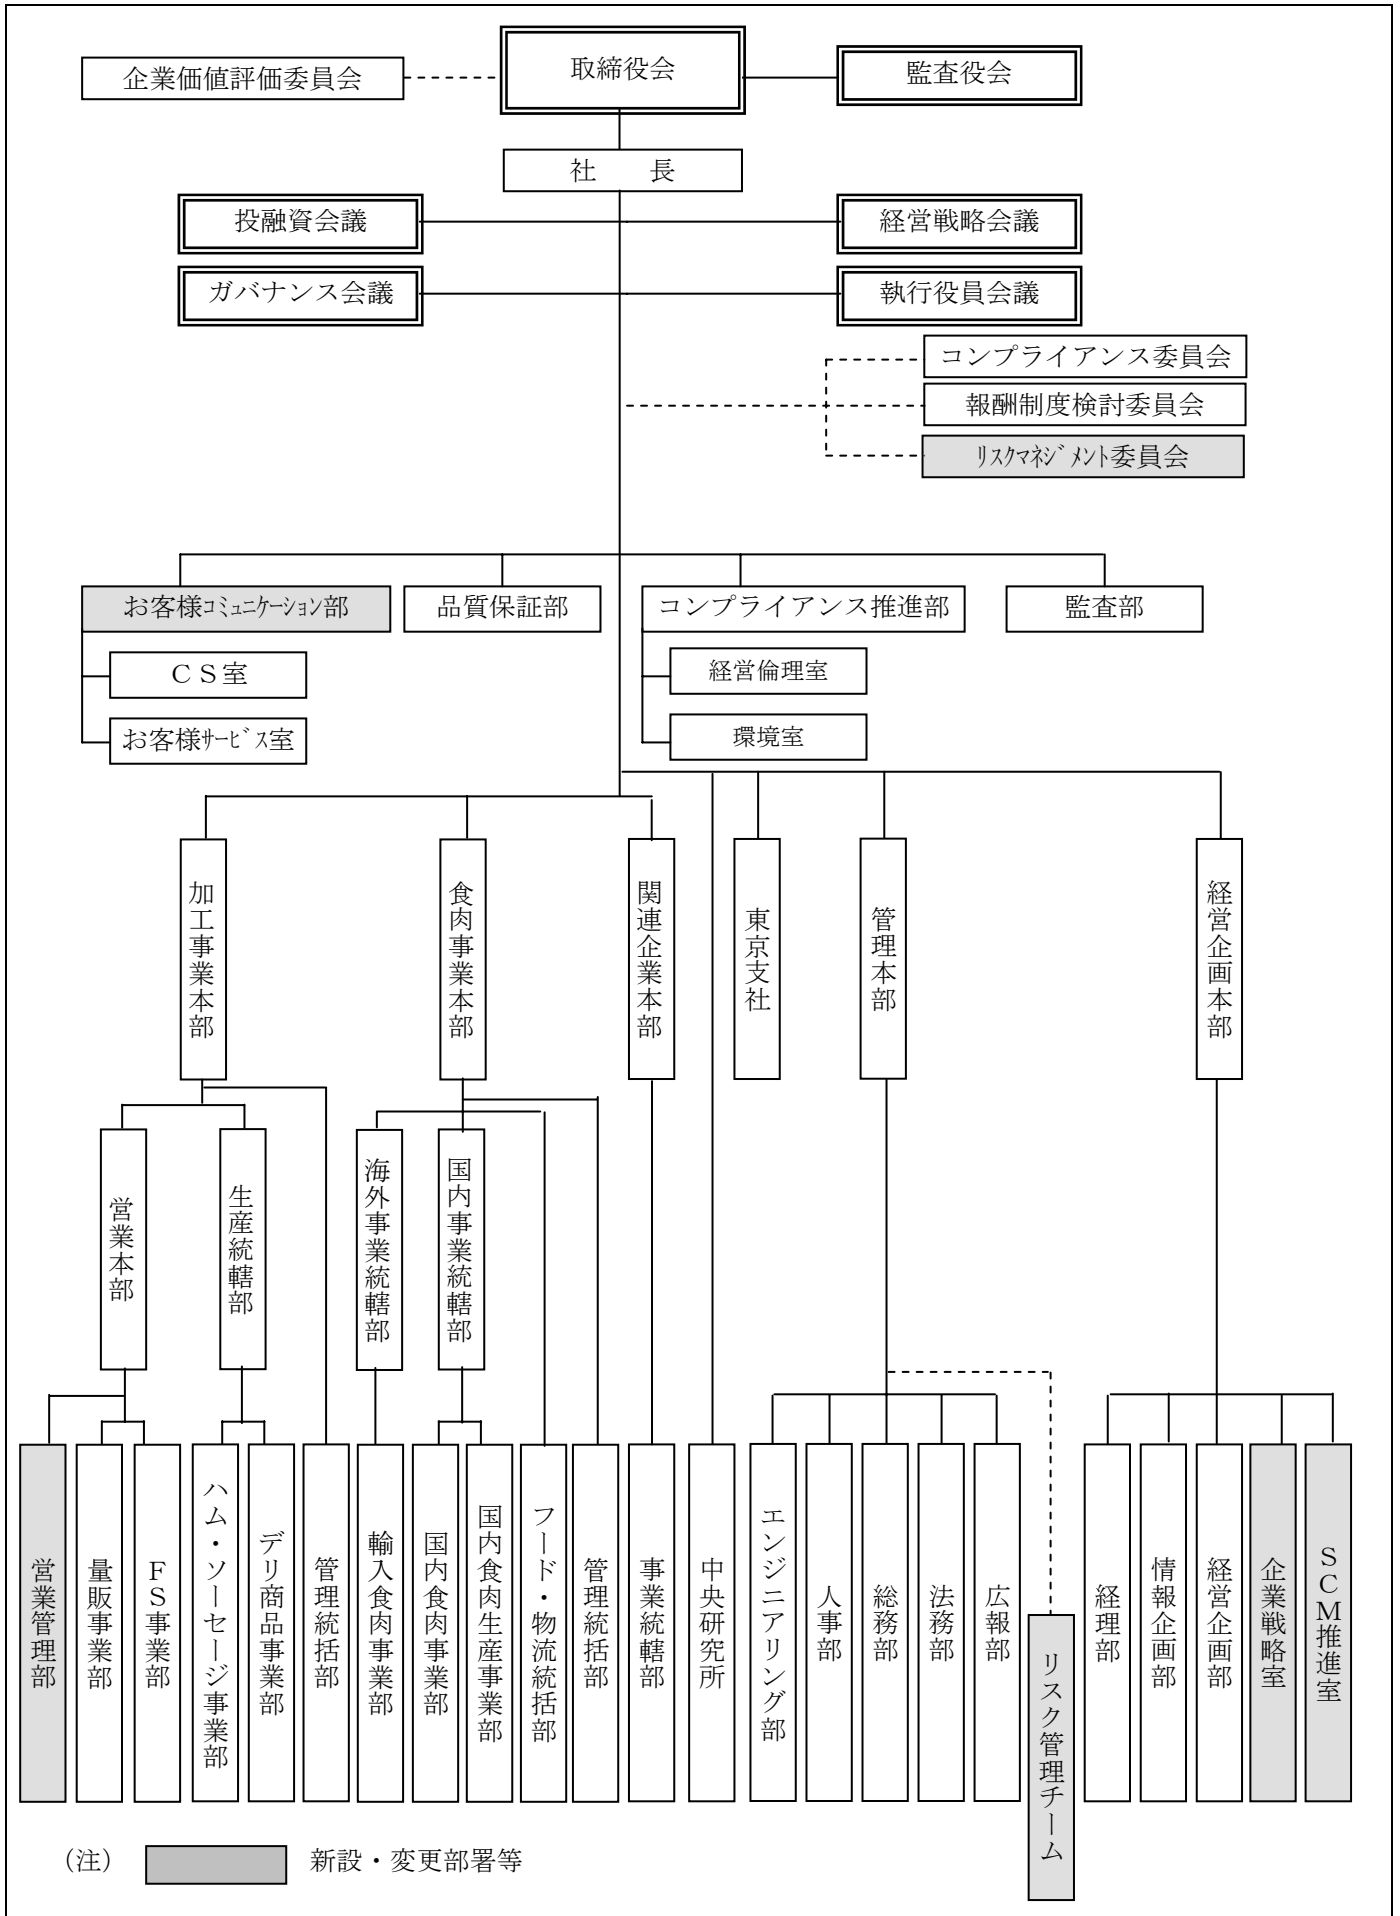 企業価値評価委員会
取締役会
監査役会
社　　長
投融資会議
経営戦略会議
ガバナンス会議
執行役員会議
コンプライアンス委員会
報酬制度検討委員会
ﾘｽｸﾏﾈｼﾞﾒﾝﾄ委員会
お客様ｺﾐｭﾆｹｰｼｮﾝ部
品質保証部
コンプライアンス推進部
監査部
ＣＳ室
経営倫理室
お客様ｻｰﾋﾞｽ室
環境室
加工事業本部
食肉事業本部
関連企業本部
東京支社
管理本部
経営企画本部
営業本部
生産統轄部
海外事業統轄部
国内事業統轄部
営業管理部
量販事業部
ＦＳ事業部
ハム・ソーセージ事業部
デリ商品事業部
管理統括部
輸入食肉事業部
国内食肉事業部
国内食肉生産事業部
フード・物流統括部
管理統括部
事業統轄部
中央研究所
エンジニアリング部
人事部
総務部
法務部
広報部
リスク管理チーム
経理部
情報企画部
経営企画部
企業戦略室
ＳＣＭ推進室
（注）　新設・変更部署等